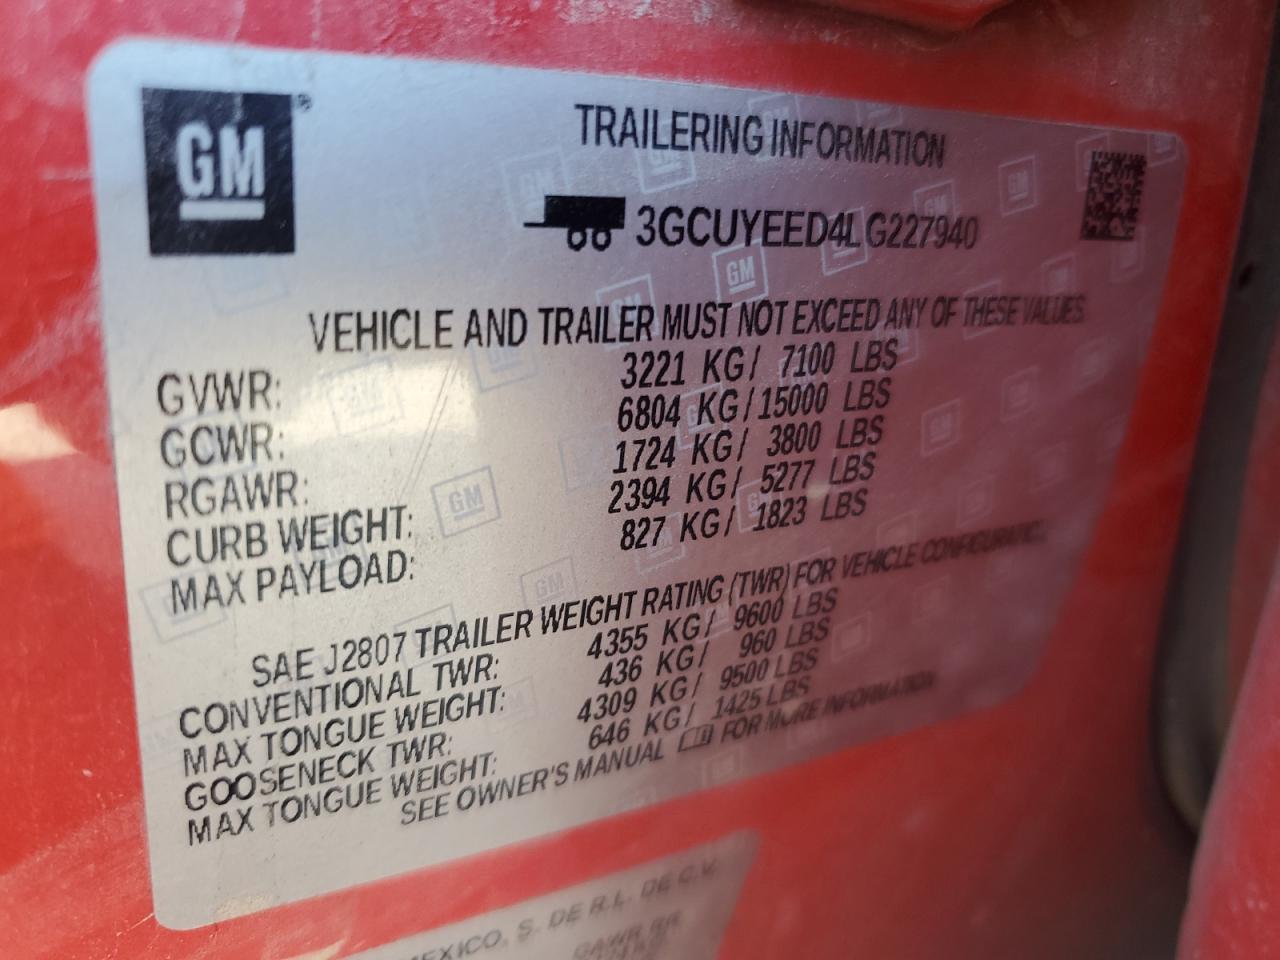 GM ®
TRAILERING INFORMATION
3GCUYEED4LG227940
VEHICLE AND TRAILER MUST NOT EXCEED ANY OF THESE VALUES
GVWR: 3221 KG/ 7100 LBS
GCWR: 6804 KG/15000 LBS
RGAWR: 1724 KG/ 3800 LBS
CURB WEIGHT: 2394 KG/ 5277 LBS
MAX PAYLOAD: 827 KG/ 1823 LBS
SAE J2807 TRAILER WEIGHT RATING (TWR) FOR VEHICLE
CONVENTIONAL TWR: 4355 KG/ 9600 LBS
MAX TONGUE WEIGHT: 436 KG/ 960 LBS
GOOSENECK TWR: 4309 KG/ 9500 LBS
MAX TONGUE WEIGHT: 646 KG/ 1425 LBS
SEE OWNER'S MANUAL FOR MORE INFORMATION
MEXICO, S. DE R.L. DE C.V.
GAWR RR